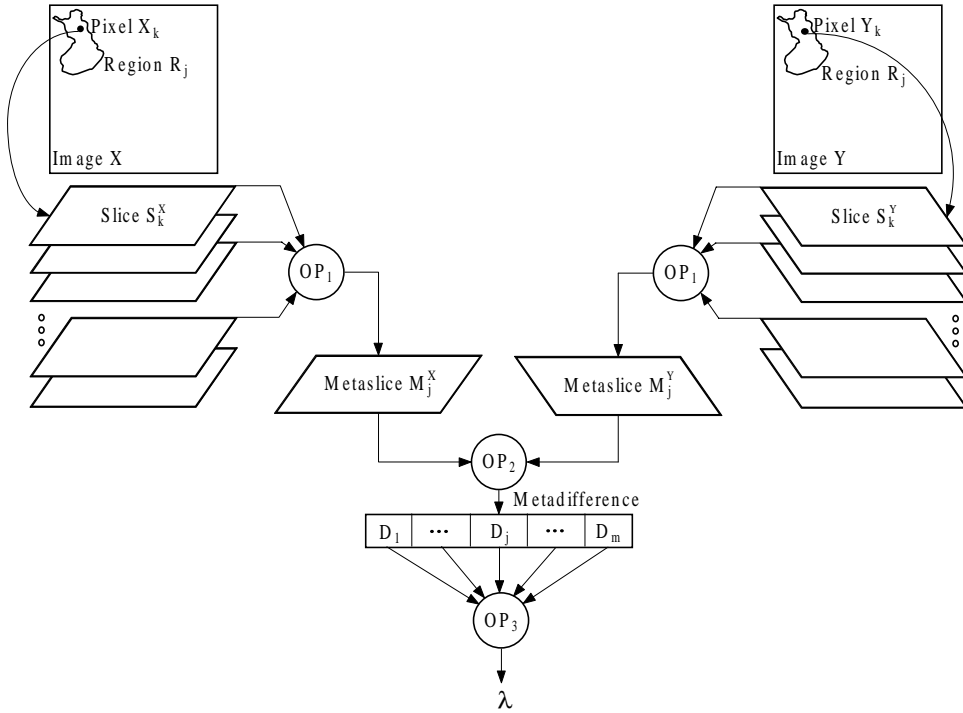 Pixel X_k
Region R_j
Image X
Pixel Y_k
Region R_j
Image Y
Slice S_k^X
Slice S_k^Y
OP_1
OP_1
Metaslice M_j^X
Metaslice M_j^Y
OP_2
Metadifference
D_1 ... D_j ... D_m
OP_3
λ